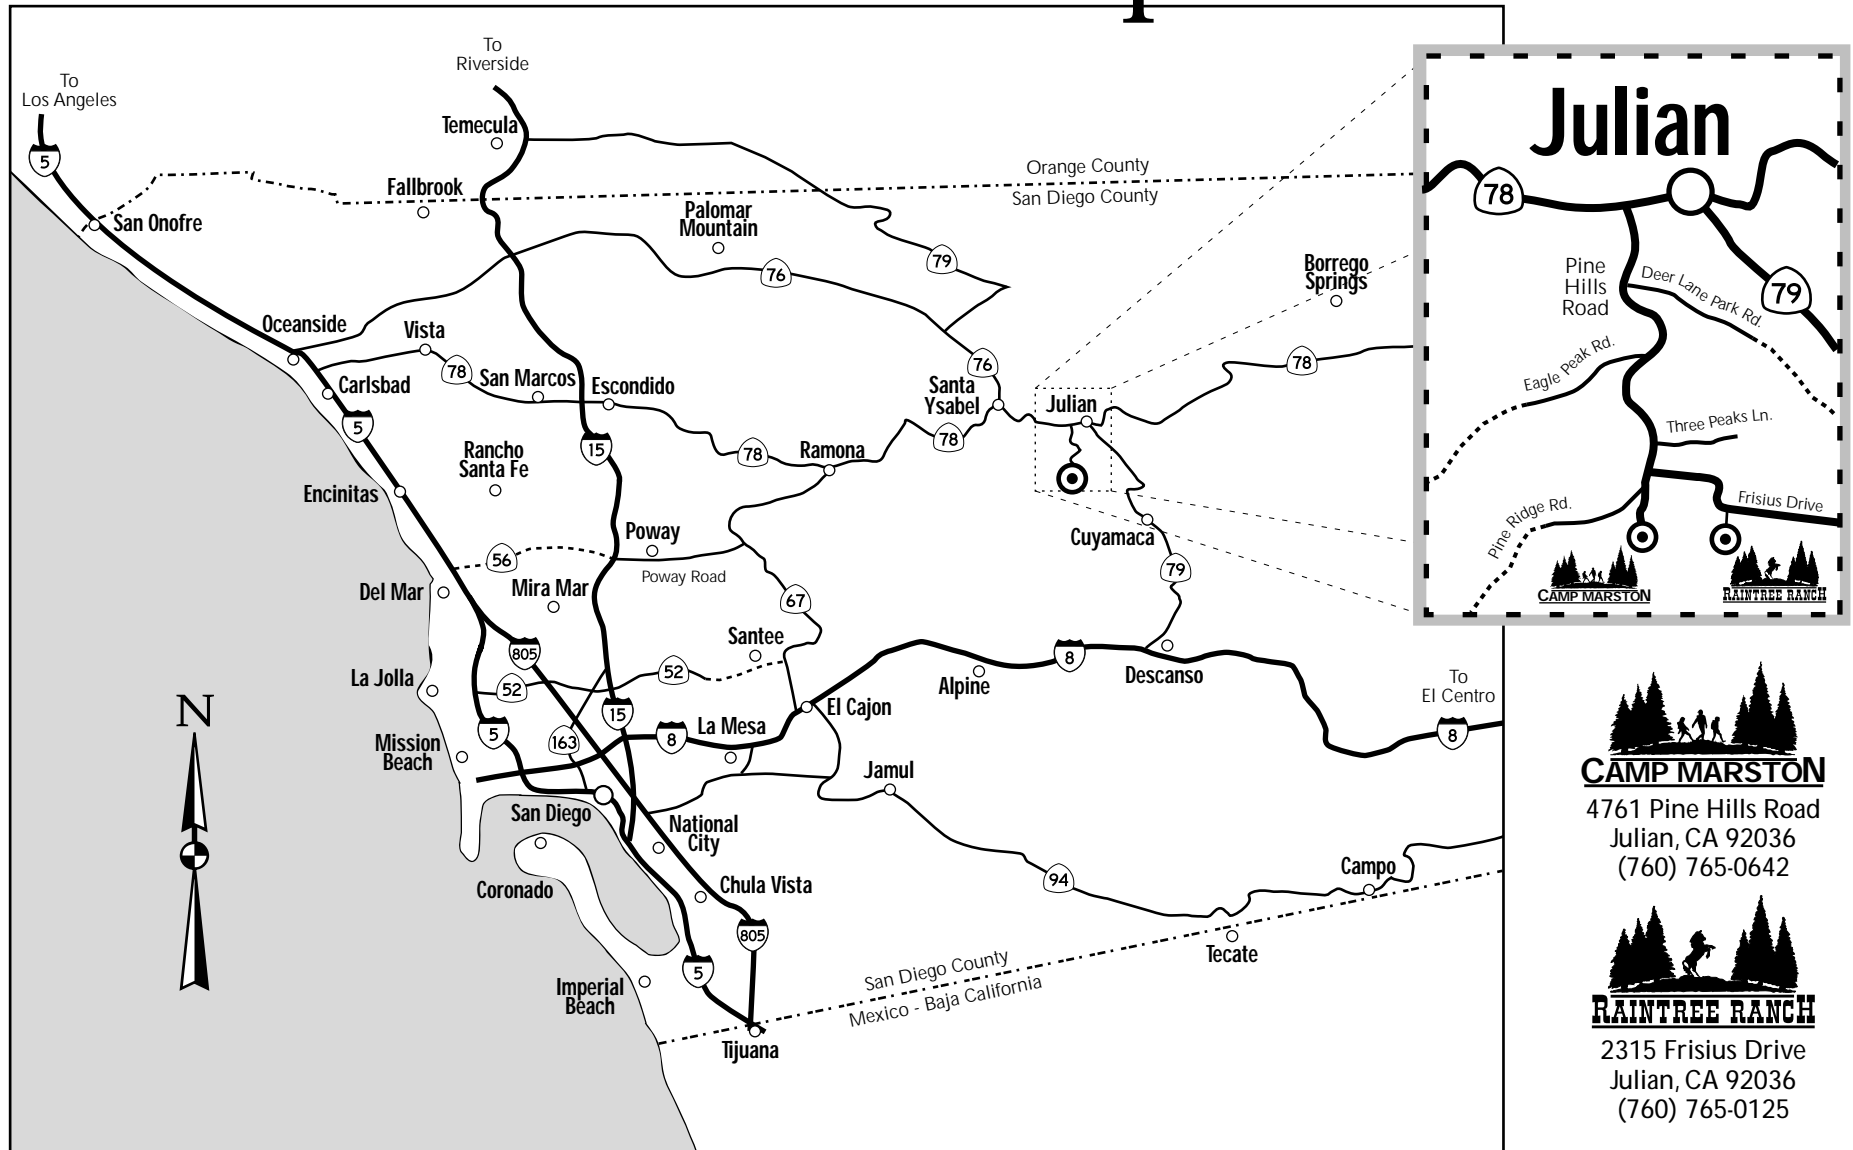 To
Riverside
To
Los Angeles
5
Temecula
Orange County
San Diego County
Fallbrook
San Onofre
Palomar
Mountain
79
76
Borrego
Springs
Oceanside
Vista
78
San Marcos
Escondido
Carlsbad
5
15
76
Santa
Ysabel
Julian
78
78
78
Ramona
Rancho
Santa Fe
Encinitas
Poway
Poway Road
56
Cuyamaca
79
Del Mar
Mira Mar
67
Santee
805
52
52
La Jolla
8
Descanso
Alpine
To
El Centro
8
El Cajon
15
La Mesa
8
5
163
Mission
Beach
Jamul
San Diego
National
City
Coronado
Chula Vista
94
Campo
805
5
Tecate
San Diego County
Mexico - Baja California
Imperial
Beach
Tijuana
N
Julian
78
79
Pine
Hills
Road
Deer Lane Park Rd.
Eagle Peak Rd.
Three Peaks Ln.
Frisius Drive
Pine Ridge Rd.
CAMP MARSTON
RAINTREE RANCH
CAMP MARSTON
4761 Pine Hills Road
Julian, CA 92036
(760) 765-0642
RAINTREE RANCH
2315 Frisius Drive
Julian, CA 92036
(760) 765-0125